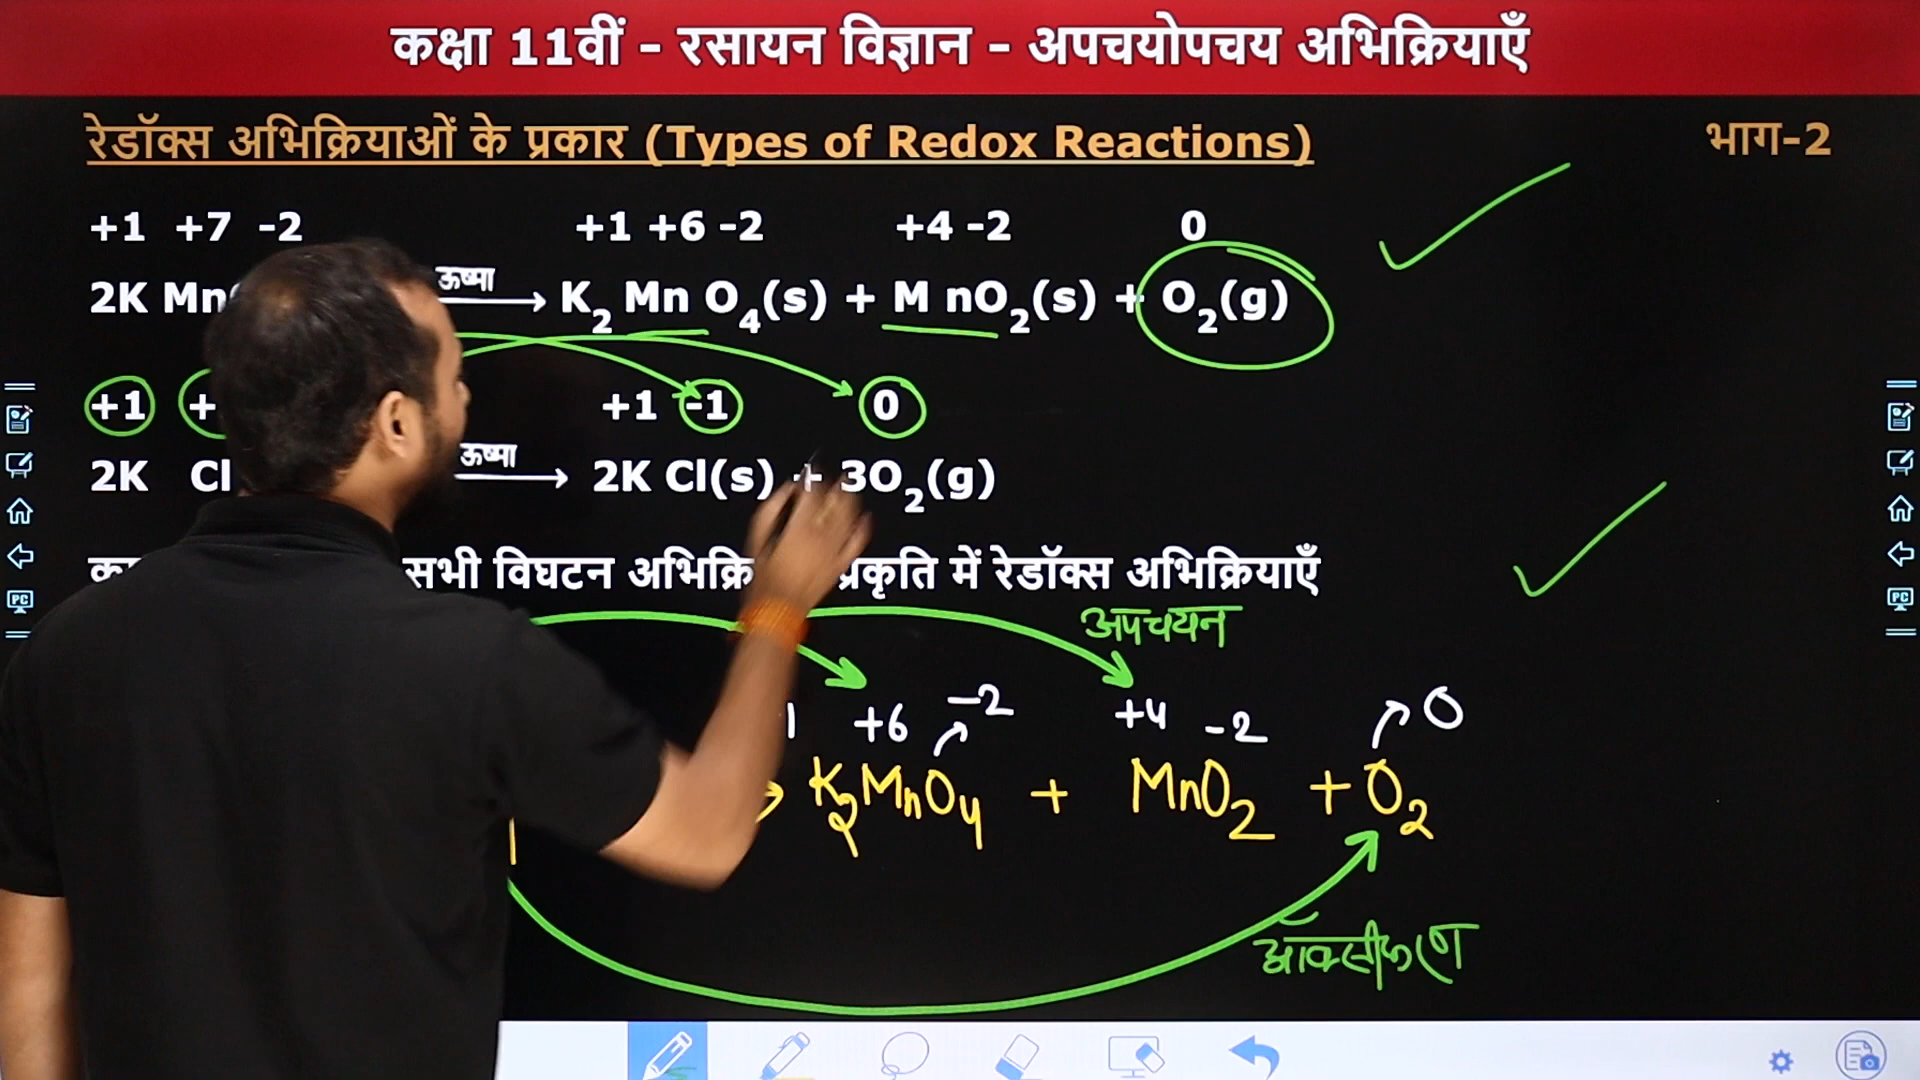 कक्षा 11वीं - रसायन विज्ञान - अपचयोपचय अभिक्रियाएँ
रेडॉक्स अभिक्रियाओं के प्रकार (Types of Redox Reactions) भाग-2
+1 +7 -2 +1 +6 -2 +4 -2 0
ऊष्मा
2K Mn K₂ Mn O₄(s) + M nO₂(s) + O₂(g)
+1 + +1 -1 0
ऊष्मा
2K Cl 2K Cl(s) + 3O₂(g)
सभी विघटन में रेडॉक्स अभिक्रियाएँ
अपचयन
+6 -2 +4 -2 0
K₂MnO₄ + MnO₂ + O₂
ऑक्सीकरण
PC
PC